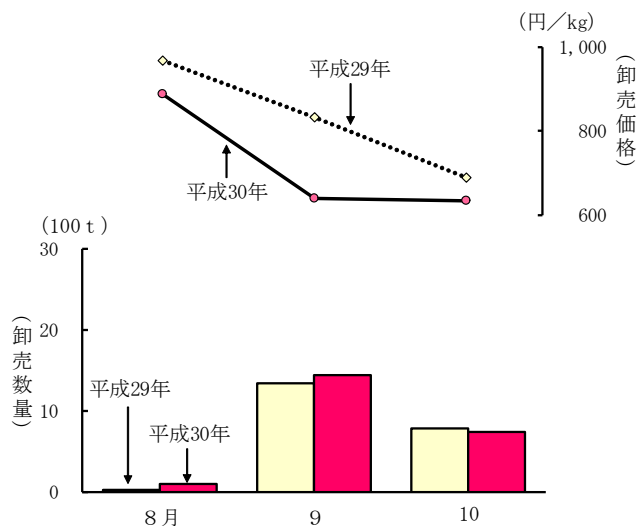 (円／kg)
1,000
800
600
(卸売価格)
平成29年
平成30年
(100ｔ)
30
20
10
0
(卸売数量)
平成29年
平成30年
８月
９
10